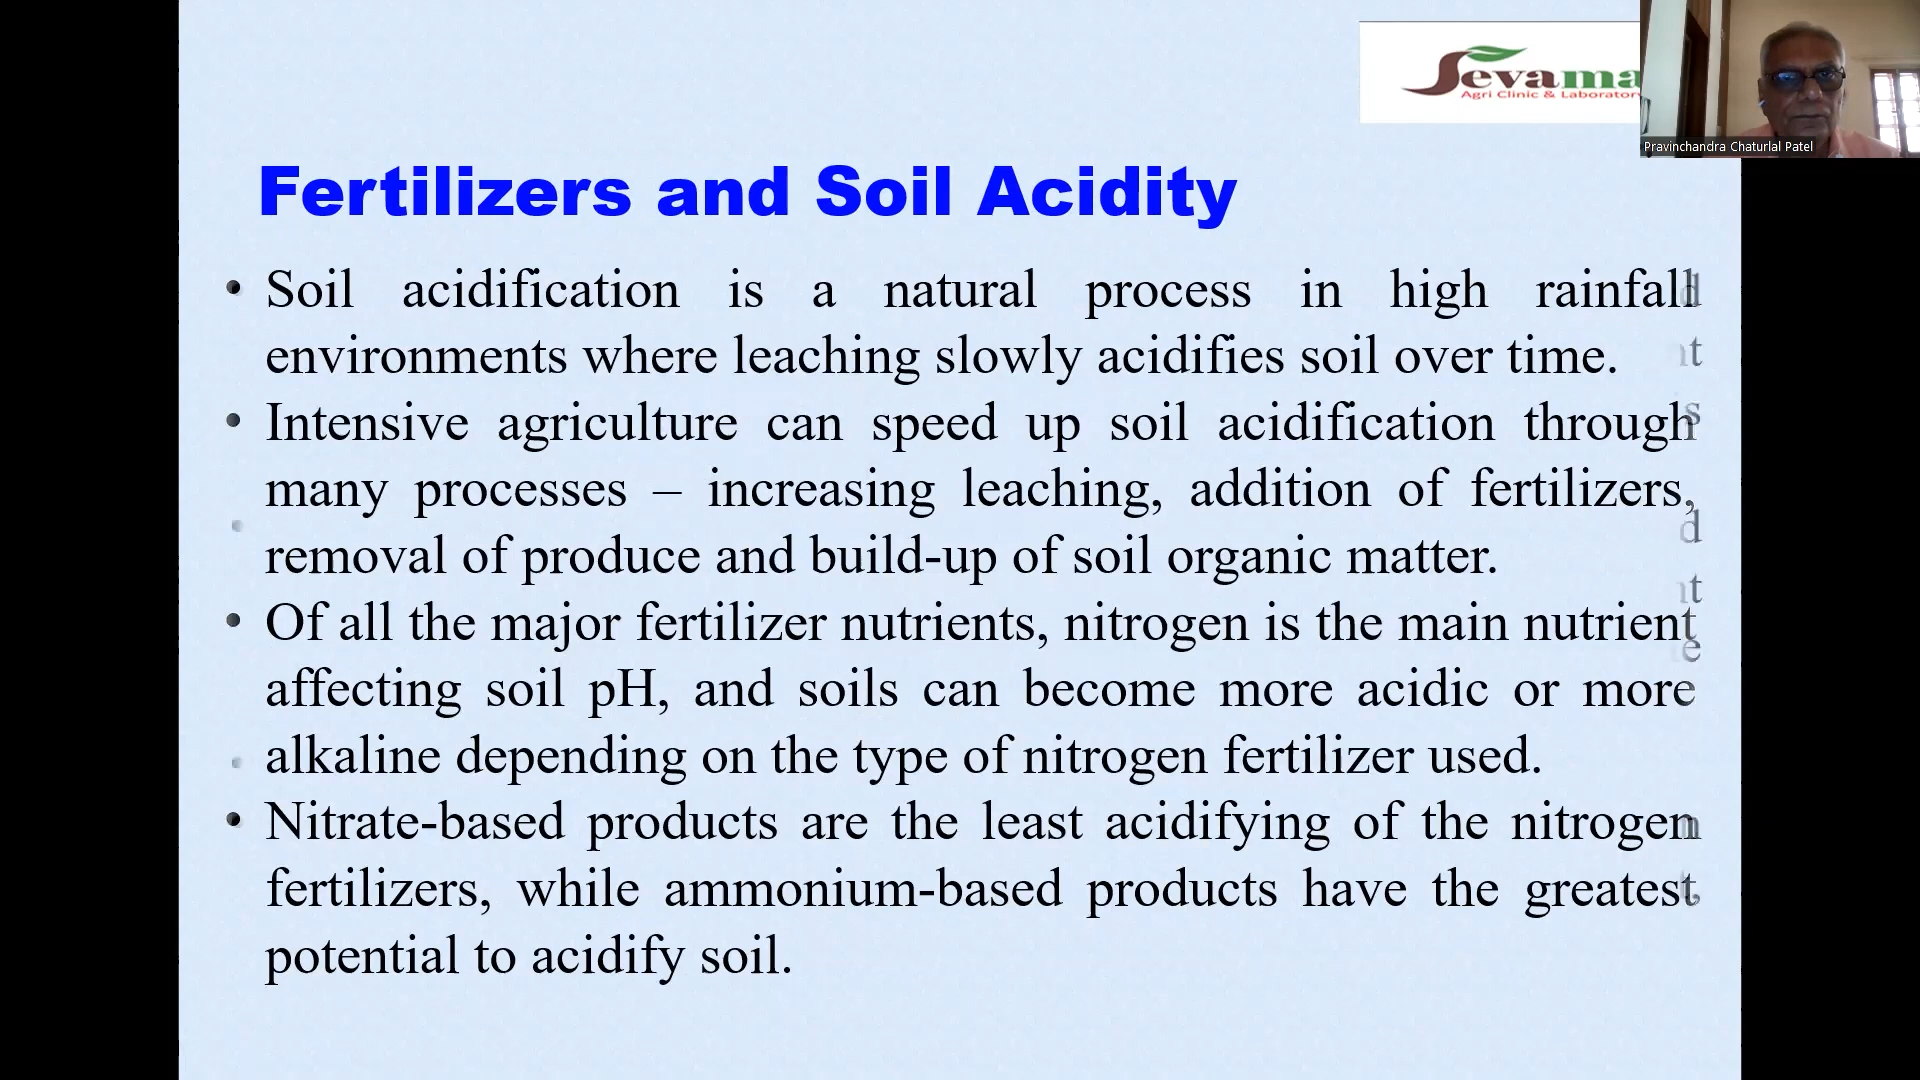 Sevama
Agri Clinic & Laborator
Pravinchandra Chaturlal Patel
Fertilizers and Soil Acidity
• Soil acidification is a natural process in high rainfall
environments where leaching slowly acidifies soil over time.
• Intensive agriculture can speed up soil acidification through
many processes – increasing leaching, addition of fertilizers,
removal of produce and build-up of soil organic matter.
• Of all the major fertilizer nutrients, nitrogen is the main nutrient
affecting soil pH, and soils can become more acidic or more
alkaline depending on the type of nitrogen fertilizer used.
• Nitrate-based products are the least acidifying of the nitrogen
fertilizers, while ammonium-based products have the greatest
potential to acidify soil.